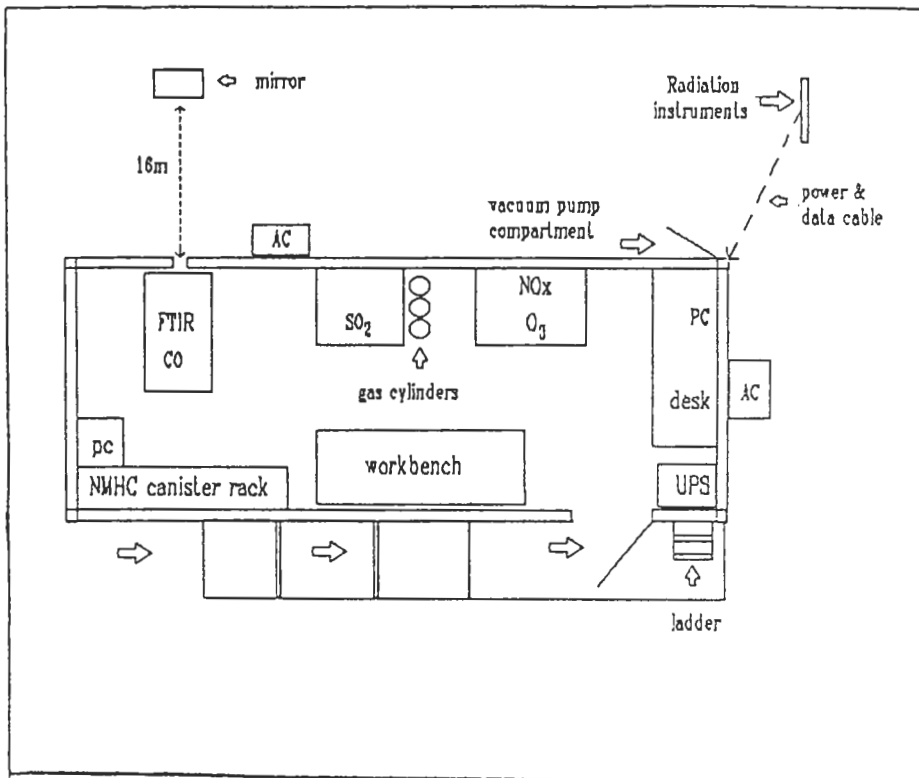 mirror
Radiation
instruments
16m
power &
data cable
vacuum pump
compartment
AC
FTIR
CO
SO2
NOx
O3
PC
desk
AC
gas cylinders
pc
NMHC canister rack
workbench
UPS
ladder